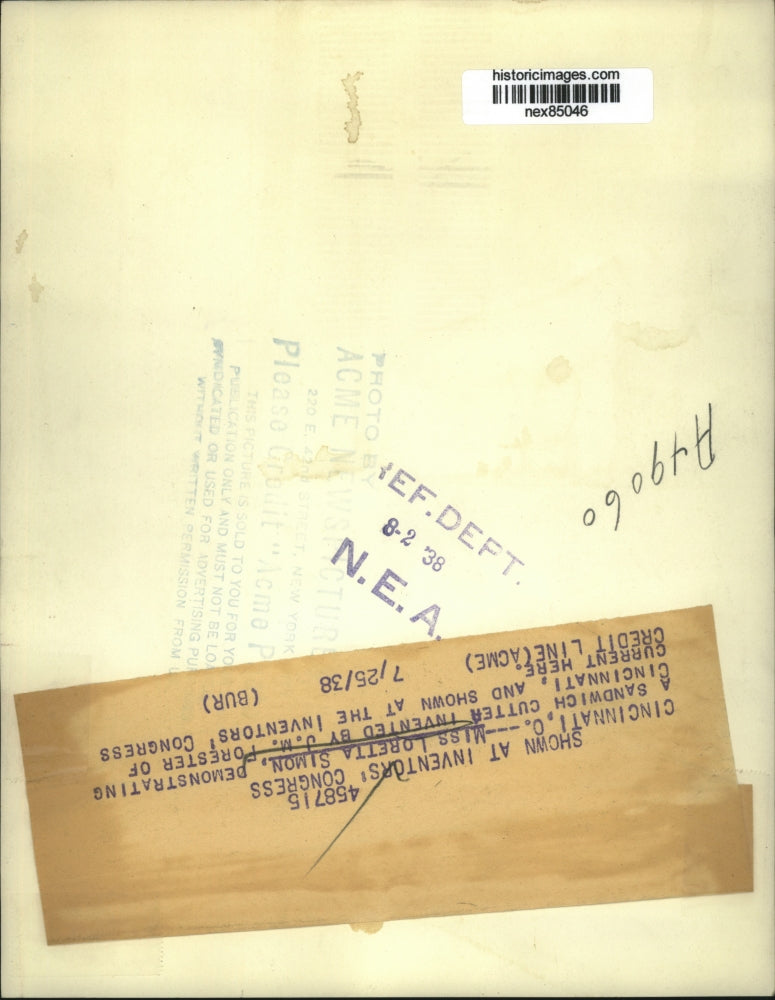 historicimages.com
nex85046
PHOTO BY
ACME NEWSPICTURE
220 E. 42nd STREET, NEW YORK
Please Credit "Acme P
THIS PICTURE IS SOLD TO YOU FOR YO
PUBLICATION ONLY AND MUST NOT BE LOA
SYNDICATED OR USED FOR ADVERTISING PU
WITHOUT WRITTEN PERMISSION FROM
REF. DEPT.
8-2 '38
N.E.A.
458715
SHOWN AT INVENTORS' CONGRESS
CINCINNATI, O.----MISS LORETTA SIMON, DEMONSTRATING
A SANDWICH CUTTER INVENTED BY J.M. FORESTER OF
CINCINNATI, AND SHOWN AT THE INVENTORS' CONGRESS
CURRENT HERE.
CREDIT LINE(ACME) 7/25/38 (BUR)